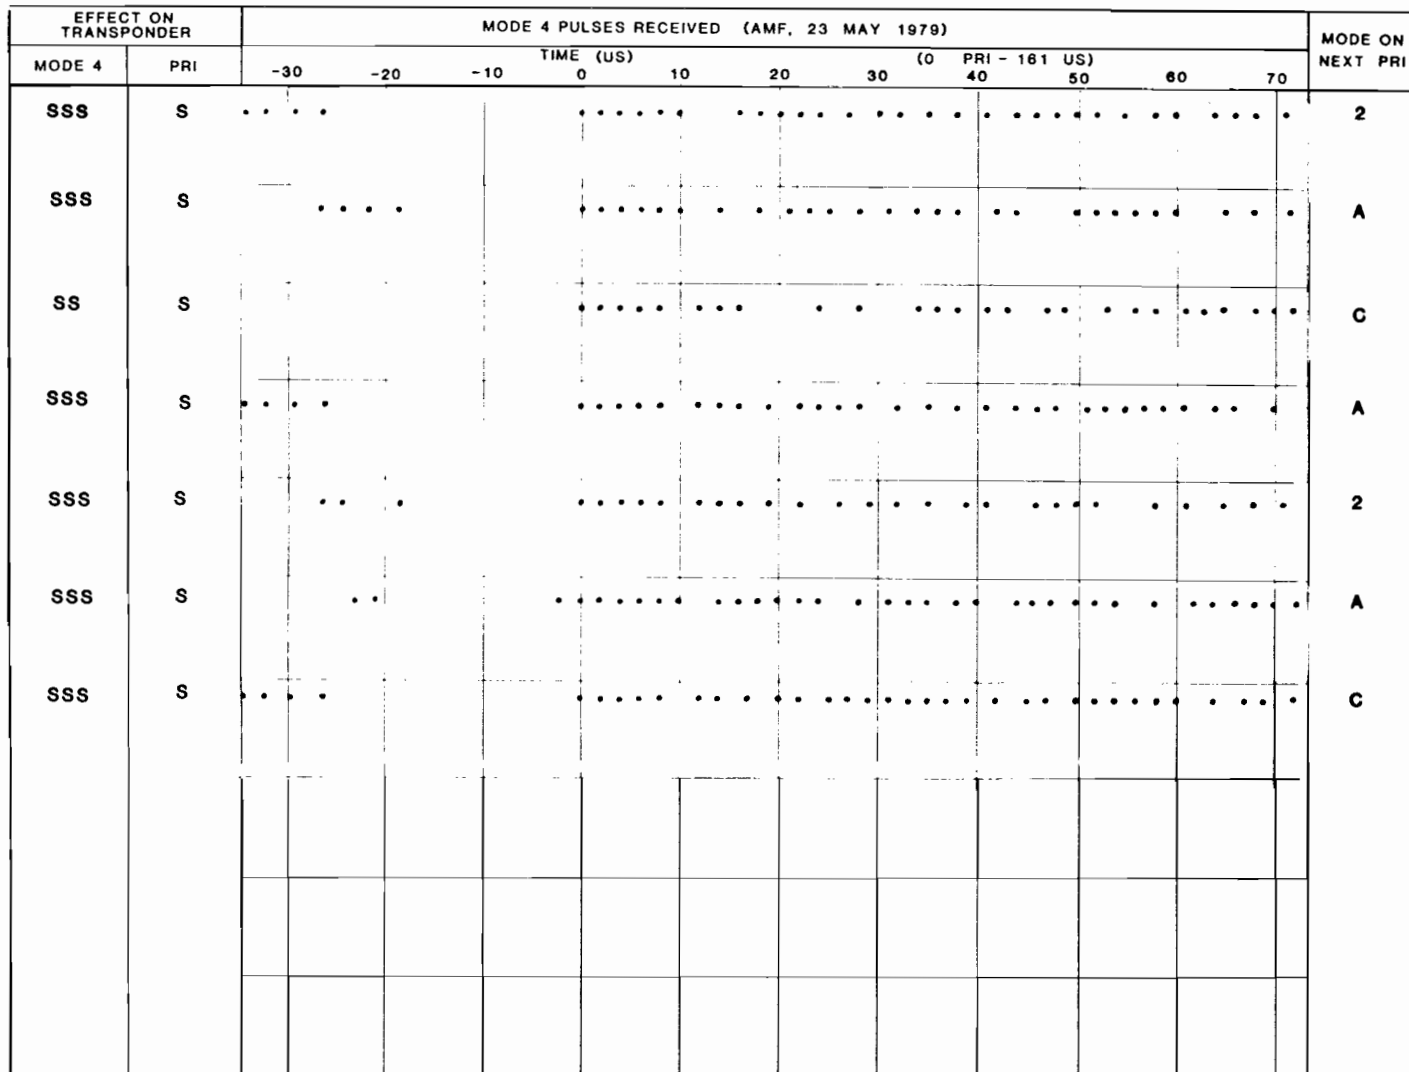 EFFECT ON
TRANSPONDER
MODE 4 PULSES RECEIVED (AMF, 23 MAY 1979)
MODE ON
NEXT PRI
MODE 4 PRI
TIME (US) (0 PRI - 161 US)
-30 -20 -10 0 10 20 30 40 50 60 70
SSS S 2
SSS S A
SS S C
SSS S A
SSS S 2
SSS S A
SSS S C